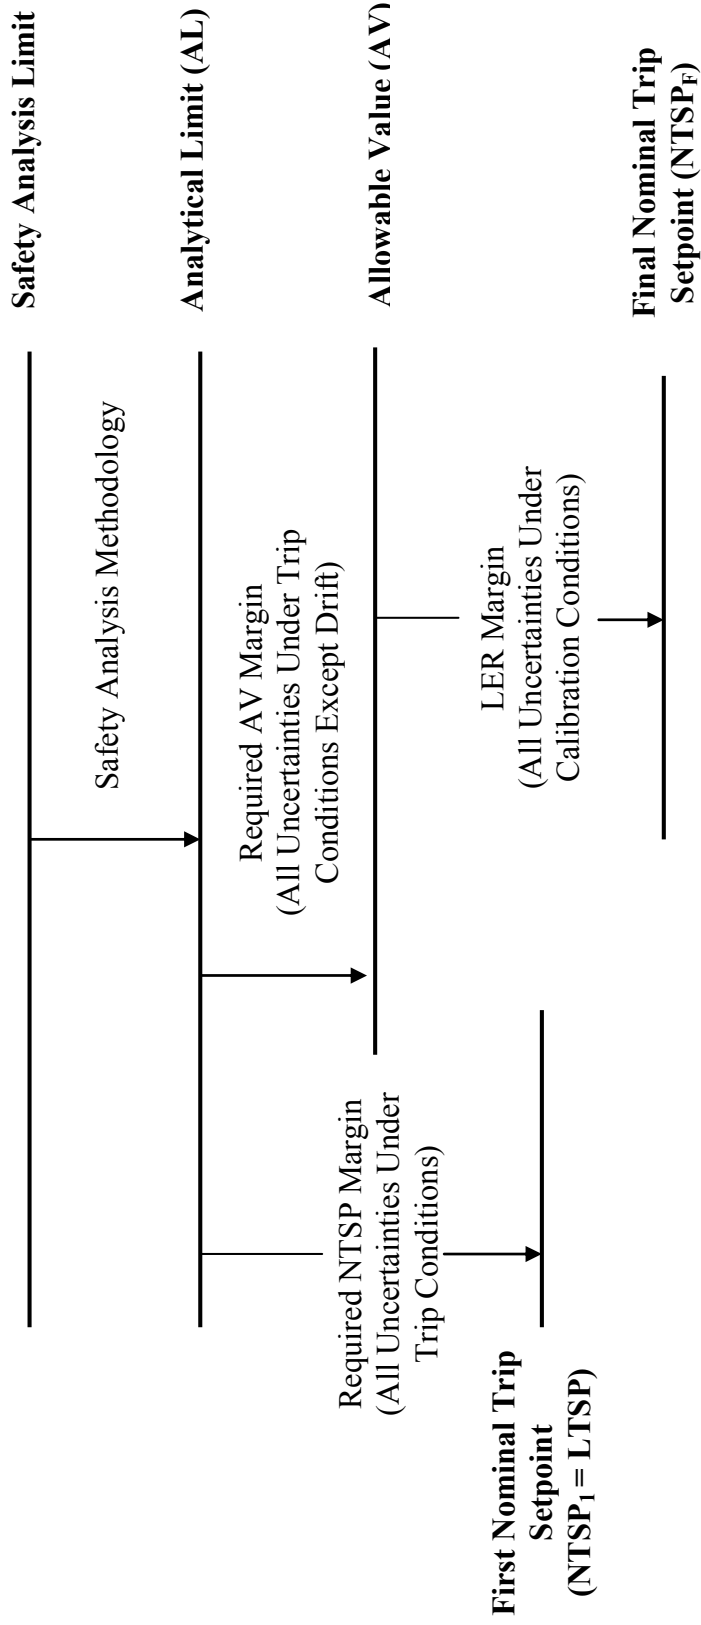 Safety Analysis Limit
Safety Analysis Methodology
Analytical Limit (AL)
Required AV Margin
(All Uncertainties Under Trip
Conditions Except Drift)
Allowable Value (AV)
Required NTSP Margin
(All Uncertainties Under
Trip Conditions)
LER Margin
(All Uncertainties Under
Calibration Conditions)
First Nominal Trip
Setpoint
(NTSP₁ = LTSP)
Final Nominal Trip
Setpoint (NTSP_F)